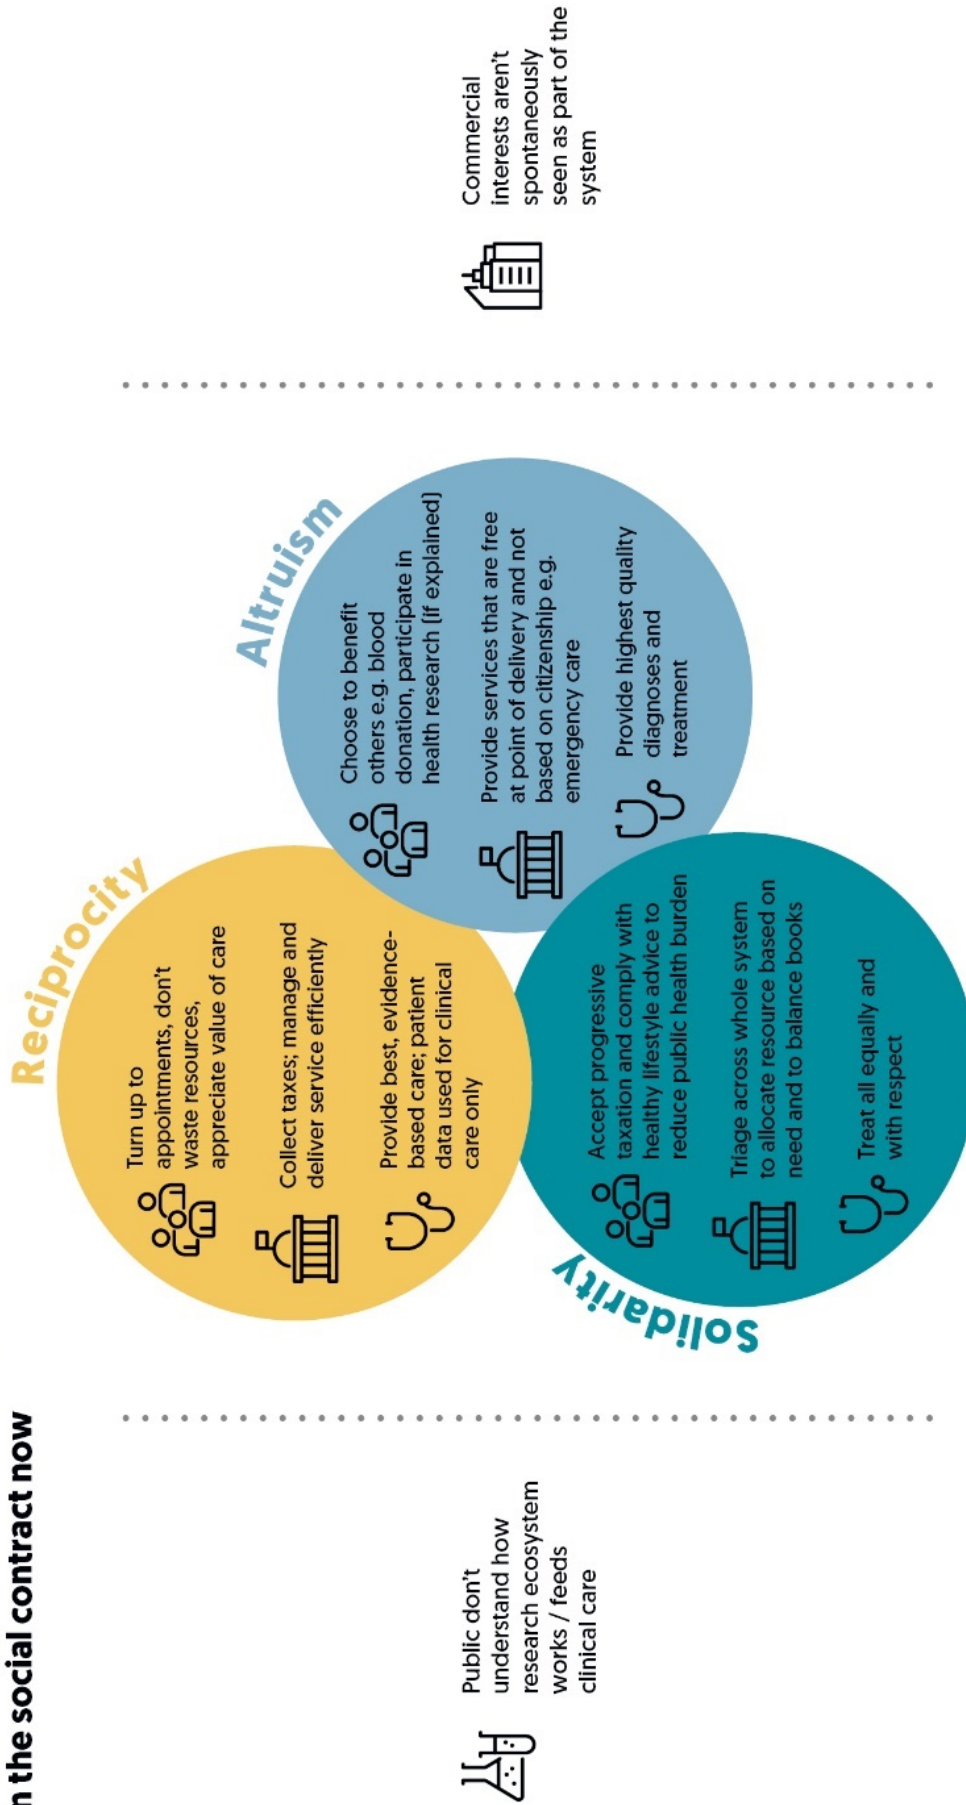 n the social contract now
Public don't
understand how
research ecosystem
works / feeds
clinical care
Reciprocity
Turn up to
appointments, don't
waste resources,
appreciate value of care
Collect taxes; manage and
deliver service efficiently
Provide best, evidence-
based care; patient
data used for clinical
care only
Altruism
Choose to benefit
others e.g. blood
donation, participate in
health research (if explained)
Provide services that are free
at point of delivery and not
based on citizenship e.g.
emergency care
Provide highest quality
diagnoses and
treatment
Solidarity
Accept progressive
taxation and comply with
healthy lifestyle advice to
reduce public health burden
Triage across whole system
to allocate resource based on
need and to balance books
Treat all equally and
with respect
Commercial
interests aren't
spontaneously
seen as part of the
system